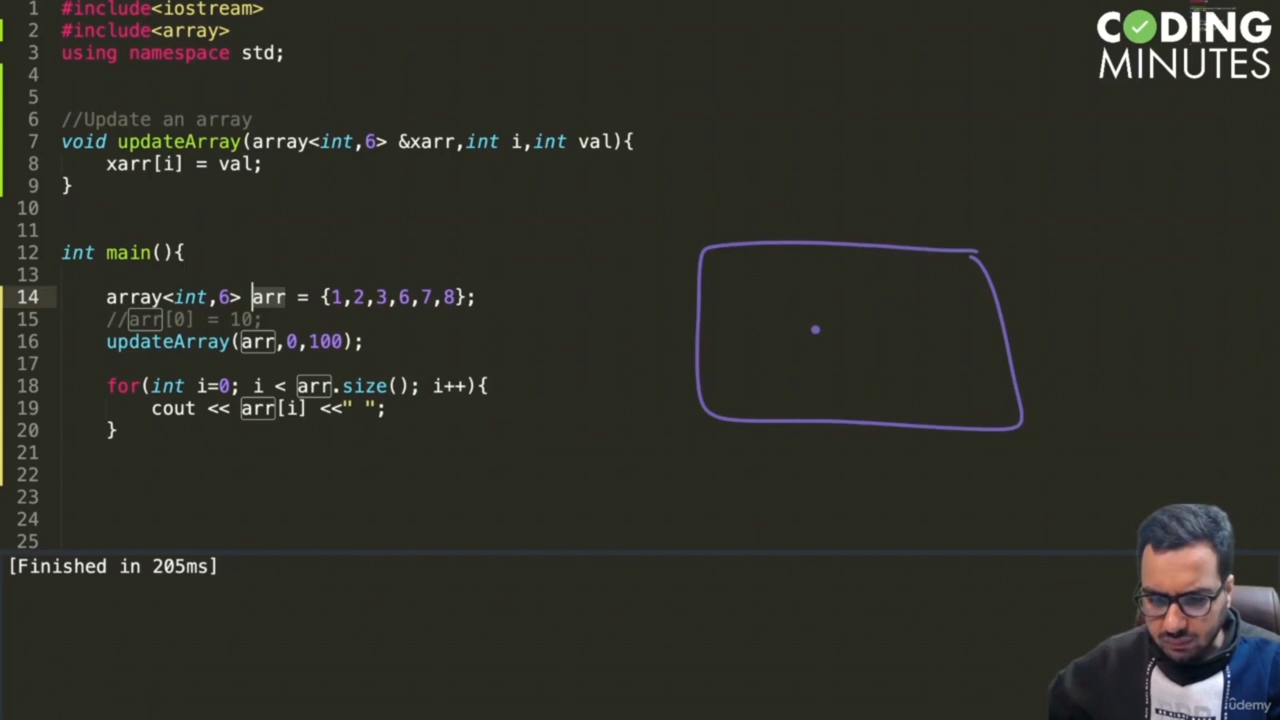 1 #include<iostream>
2 #include<array>
3 using namespace std;
4
5
6 //Update an array
7 void updateArray(array<int,6> &xarr,int i,int val){
8 xarr[i] = val;
9 }
10
11
12 int main(){
13
14 array<int,6> arr = {1,2,3,6,7,8};
15 //arr[0] = 10;
16 updateArray(arr,0,100);
17
18 for(int i=0; i < arr.size(); i++){
19 cout << arr[i] <<" ";
20 }
21
22
23
24
25
[Finished in 205ms]
CODING
MINUTES
ûdemy